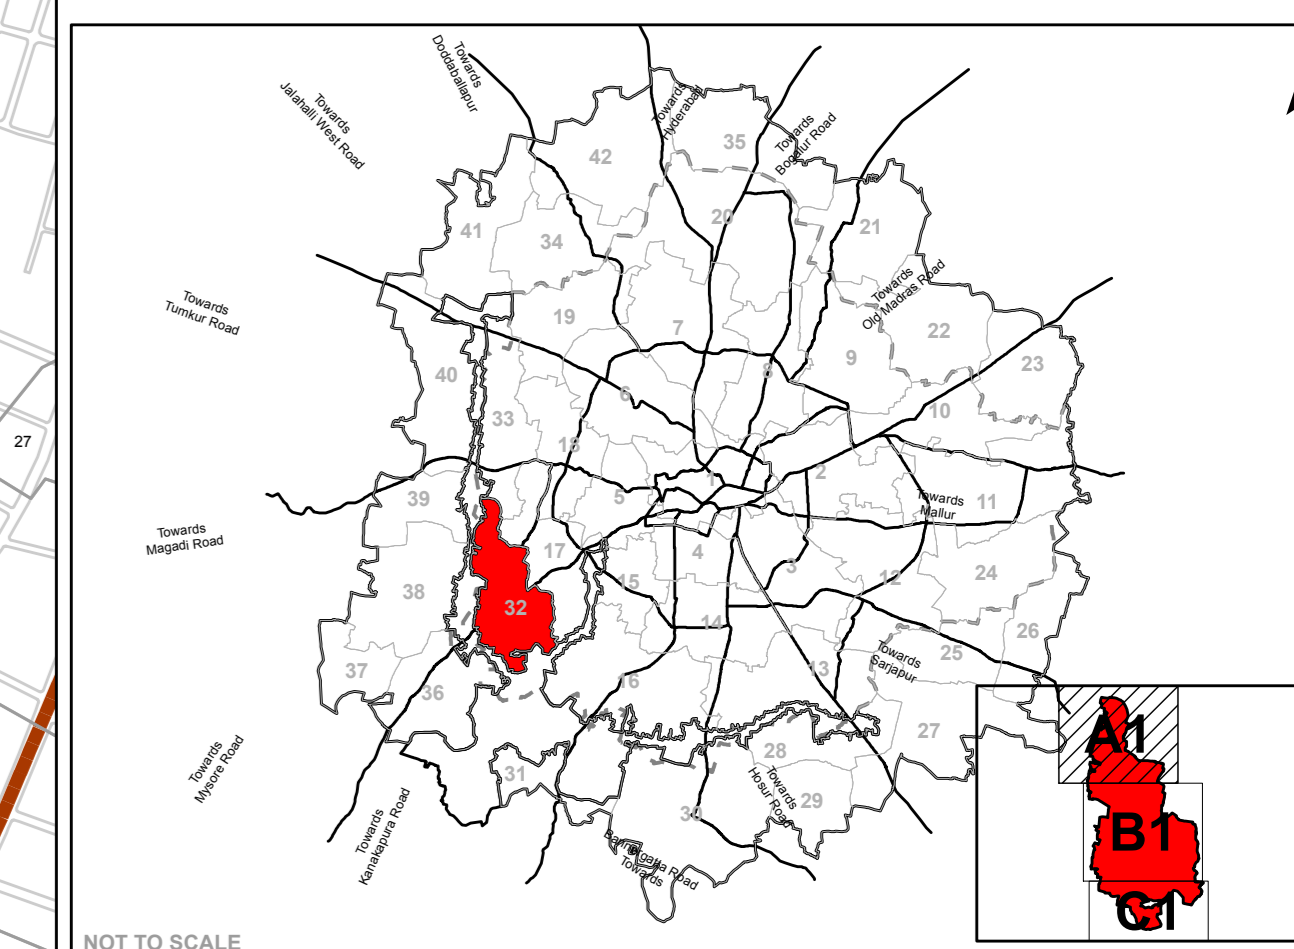 Towards
Doddaballapur
Towards
Jalahalli West Road
Towards
Hyderabad
Towards
Bogalur Road
42
35
41
34
20
21
Towards
Old Madras Road
Towards
Tumkur Road
19
7
22
9
23
40
6
8
10
33
18
27
1
2
39
5
Towards
Mallur
11
Towards
Magadi Road
17
4
3
15
12
24
38
32
14
26
25
Towards
Sarjapur
37
36
16
13
27
A1
28
Towards
Hosur Road
Towards
Mysore Road
31
29
30
Towards
Kanakapura Road
Bannergatta Road
Towards
B1
C1
NOT TO SCALE